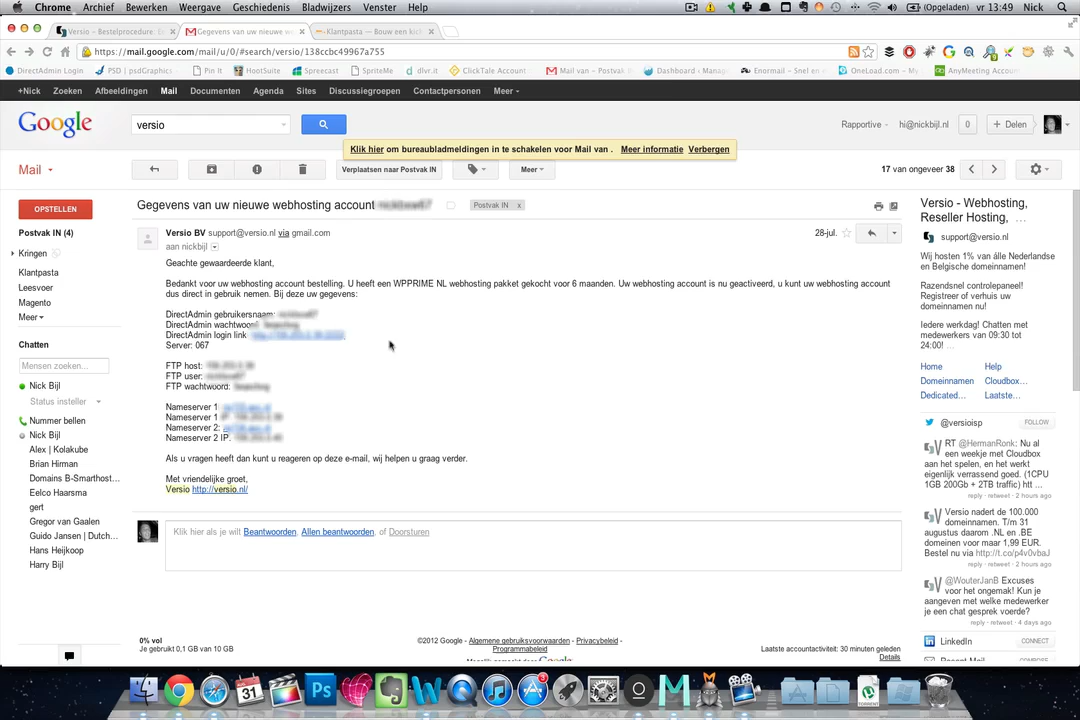 Chrome Archief Bewerken Weergave Geschiedenis Bladwijzers Venster Help
(Opgeladen) vr 13:49 Nick
Versio – Bestelprocedure: E
Gegevens van uw nieuwe w
Klantpasta — Bouw een kic
https://mail.google.com/mail/u/0/#search/versio/138ccbc49967a755
DirectAdmin Login
PSD | psdGraphics
Pin It
HootSuite
Spreecast
SpriteMe
dlvr.it
ClickTale Account
Mail van – Postvak
Dashboard ‹ Manag
Enormail – Snel en
OneLoad.com – M
AnyMeeting Accoun
+Nick Zoeken Afbeeldingen Mail Documenten Agenda Sites Discussiegroepen Contactpersonen Meer
Google
versio
Rapportive
hi@nickbijl.nl
0
+ Delen
Klik hier om bureaubladmeldingen in te schakelen voor Mail van . Meer informatie Verbergen
Mail
Verplaatsen naar Postvak IN
Meer
17 van ongeveer 38
OPSTELLEN
Postvak IN (4)
Kringen
Klantpasta
Leesvoer
Magento
Meer
Chatten
Mensen zoeken...
Nick Bijl
Status insteller
Nummer bellen
Nick Bijl
Alex | Kolakube
Brian Hirman
Domains B-Smarthost...
Eelco Haarsma
gert
Gregor van Gaalen
Guido Jansen | Dutch...
Hans Heijkoop
Harry Bijl
Gegevens van uw nieuwe webhosting account
Postvak IN x
Versio BV support@versio.nl via gmail.com
28-jul.
aan nickbijl
Geachte gewaardeerde klant,
Bedankt voor uw webhosting account bestelling. U heeft een WPPRIME NL webhosting pakket gekocht voor 6 maanden. Uw webhosting account is nu geactiveerd, u kunt uw webhosting account
dus direct in gebruik nemen. Bij deze uw gegevens:
DirectAdmin gebruikersnaam:
DirectAdmin wachtwoord:
DirectAdmin login link
Server: 067
FTP host:
FTP user:
FTP wachtwoord:
Nameserver 1:
Nameserver 1 IP:
Nameserver 2:
Nameserver 2 IP:
Als u vragen heeft dan kunt u reageren op deze e-mail, wij helpen u graag verder.
Met vriendelijke groet,
Versio http://versio.nl/
Klik hier als je wilt Beantwoorden, Allen beantwoorden, of Doorsturen
0% vol
Je gebruikt 0,1 GB van 10 GB
©2012 Google - Algemene gebruiksvoorwaarden - Privacybeleid -
Programmabeleid
Mogelijk gemaakt door Google
Laatste accountactiviteit: 30 minuten geleden
Details
Versio - Webhosting,
Reseller Hosting,
…
support@versio.nl
Wij hosten 1% van álle Nederlandse
en Belgische domeinnamen!
Razendsnel controlepaneel!
Registreer of verhuis uw
domeinnamen nu!
Iedere werkdag! Chatten met
medewerkers van 09:30 tot
24:00! ...
Home Help
Domeinnamen Cloudbox…
Dedicated… Laatste…
@versioisp
FOLLOW
RT @HermanRonk: Nu al
een weekje met Cloudbox
aan het spelen, en het werkt
eigenlijk verrassend goed. (1CPU
1GB 200Gb + 2TB traffic) htt ...
reply · retweet · 2 hours ago
Versio nadert de 100.000
domeinnamen. T/m 31
augustus daarom .NL en .BE
domeinen voor maar 1,99 EUR.
Bestel nu via http://t.co/p4v0vbaJ
reply · retweet · 2 hours ago
@WouterJanB Excuses
voor het ongemak! Kun je
aangeven met welke medewerker
je een chat gesprek voerde?
reply · retweet · 4 days ago
LinkedIn
CONNECT
Recent Mail
COMPOSE
31
3
TORRENT